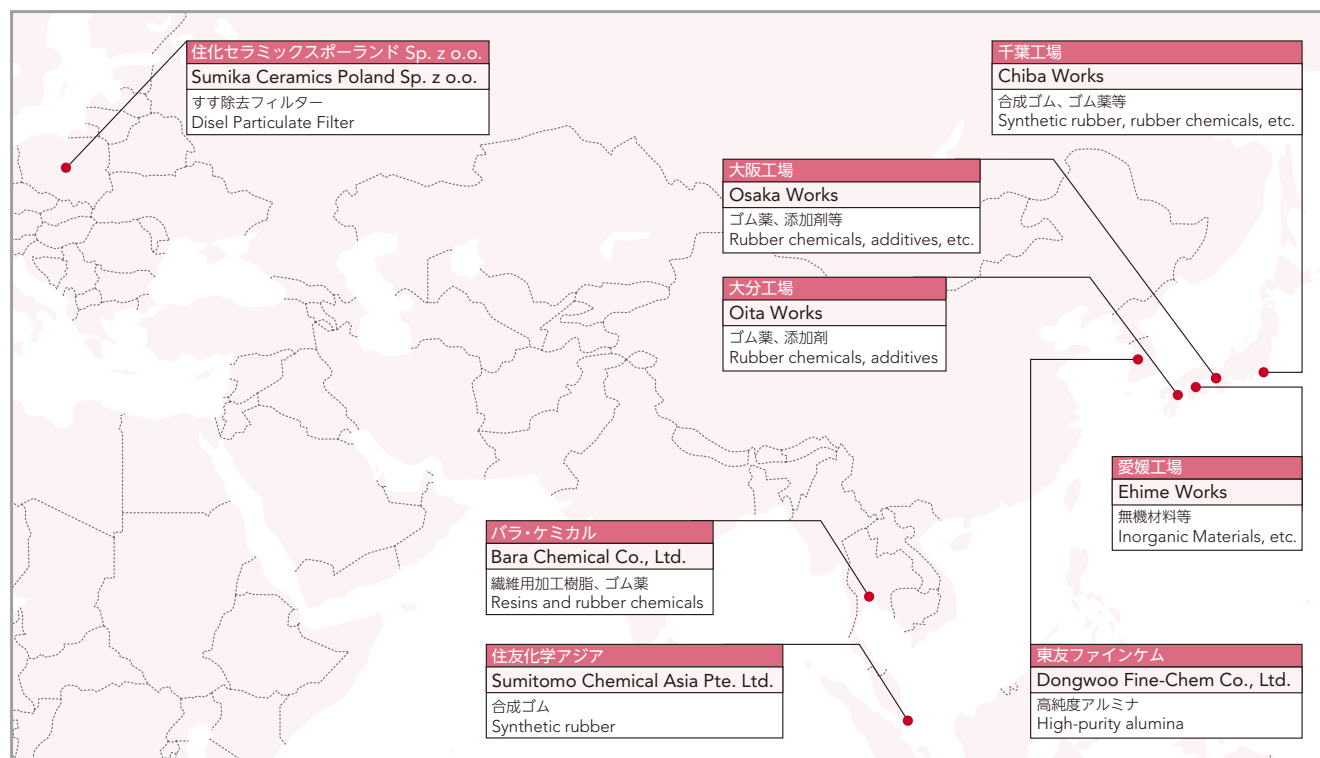 住化セラミックスポーランド Sp. z o.o.
Sumika Ceramics Poland Sp. z o.o.
すす除去フィルター
Disel Particulate Filter
千葉工場
Chiba Works
合成ゴム、ゴム薬等
Synthetic rubber, rubber chemicals, etc.
大阪工場
Osaka Works
ゴム薬、添加剤等
Rubber chemicals, additives, etc.
大分工場
Oita Works
ゴム薬、添加剤
Rubber chemicals, additives
愛媛工場
Ehime Works
無機材料等
Inorganic Materials, etc.
バラ・ケミカル
Bara Chemical Co., Ltd.
繊維用加工樹脂、ゴム薬
Resins and rubber chemicals
住友化学アジア
Sumitomo Chemical Asia Pte. Ltd.
合成ゴム
Synthetic rubber
東友ファインケム
Dongwoo Fine-Chem Co., Ltd.
高純度アルミナ
High-purity alumina